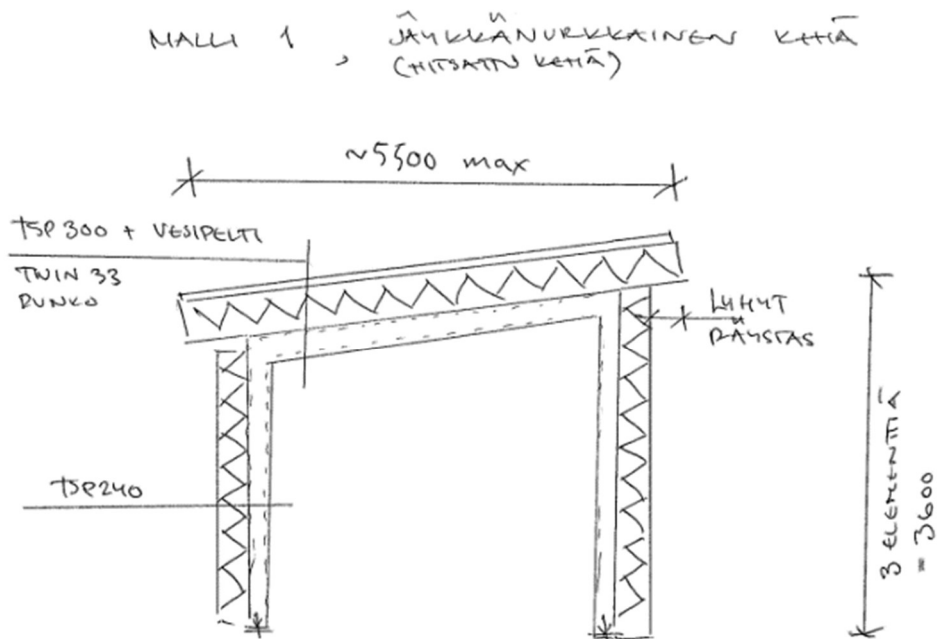 MALLI 1, JÄYKKÄNURKKAINEN KEHÄ
(HITSATTU KEHÄ)
~5500 max
TSP 300 + VESIPELTI
TWIN 33
RUNKO
LYHYT
RÄYSTÄS
TSP240
3 ELEMENTTIÄ
= 3600